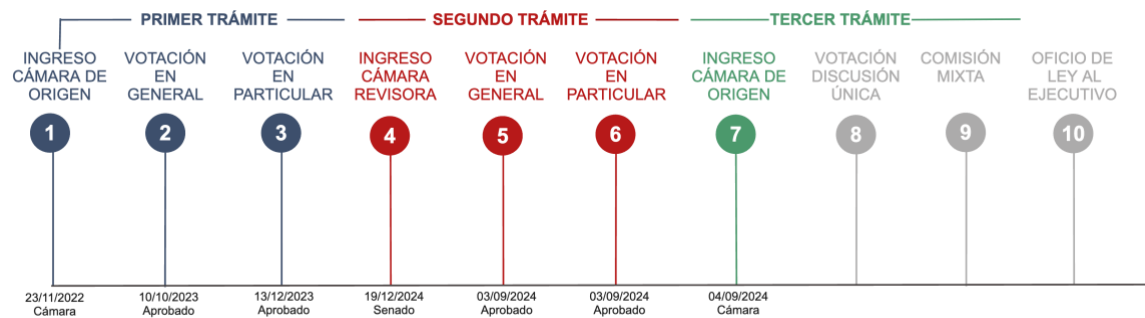 PRIMER TRÁMITE
SEGUNDO TRÁMITE
TERCER TRÁMITE
INGRESO
CÁMARA DE
ORIGEN
VOTACIÓN
EN
GENERAL
VOTACIÓN
EN
PARTICULAR
INGRESO
CÁMARA
REVISORA
VOTACIÓN
EN
GENERAL
VOTACIÓN
EN
PARTICULAR
INGRESO
CÁMARA DE
ORIGEN
VOTACIÓN
DISCUSIÓN
ÚNICA
COMISIÓN
MIXTA
OFICIO DE
LEY AL
EJECUTIVO
1
2
3
4
5
6
7
8
9
10
23/11/2022
Cámara
10/10/2023
Aprobado
13/12/2023
Aprobado
19/12/2024
Senado
03/09/2024
Aprobado
03/09/2024
Aprobado
04/09/2024
Cámara